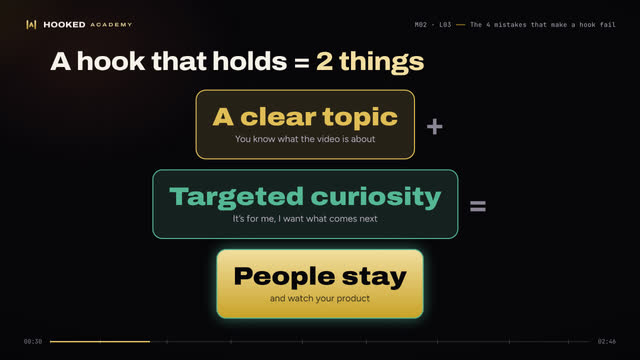 HOOKED ACADEMY
M02 · L03 — The 4 mistakes that make a hook fail
A hook that holds = 2 things
A clear topic
You know what the video is about
+
Targeted curiosity
It's for me, I want what comes next
=
People stay
and watch your product
00:30
02:46